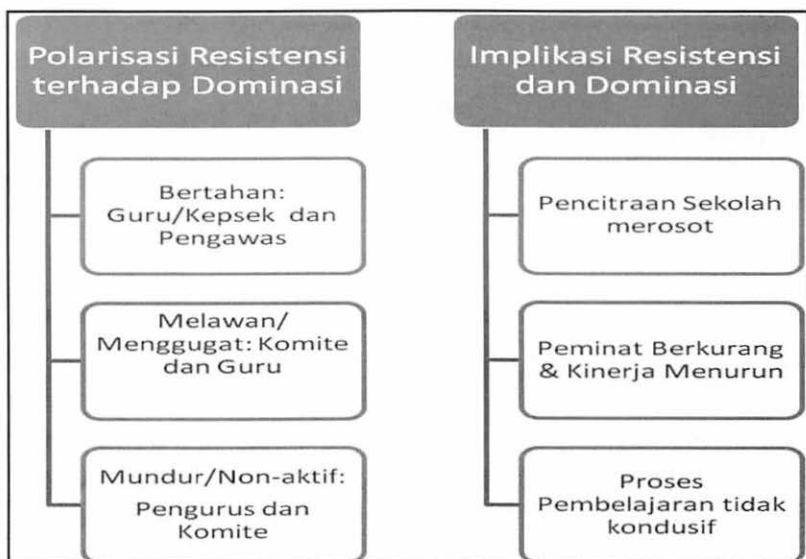 Polarisasi Resistensi
terhadap Dominasi
Bertahan:
Guru/Kepsek dan
Pengawas
Melawan/
Menggugat: Komite
dan Guru
Mundur/Non-aktif:
Pengurus dan
Komite
Implikasi Resistensi
dan Dominasi
Pencitraan Sekolah
merosot
Peminat Berkurang
& Kinerja Menurun
Proses
Pembelajaran tidak
kondusif